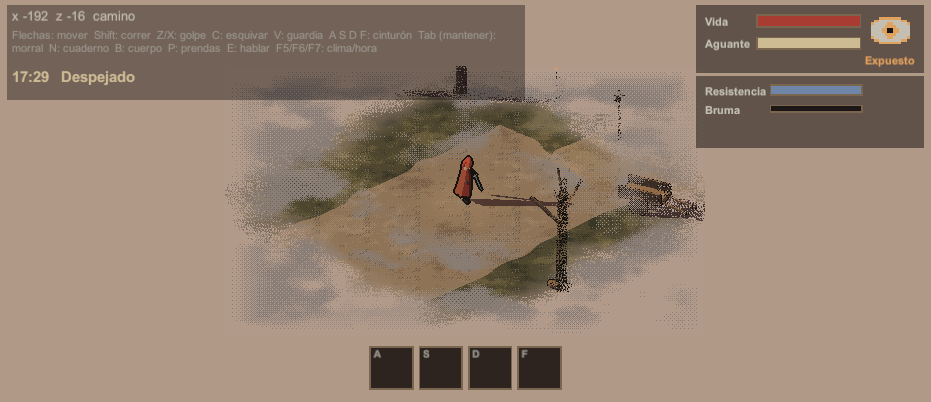 x -192  z -16  camino
Flechas: mover  Shift: correr  Z/X: golpe  C: esquivar  V: guardia  A S D F: cinturón  Tab (mantener):
morral  N: cuaderno  B: cuerpo  P: prendas  E: hablar  F5/F6/F7: clima/hora
17:29  Despejado
Vida
Aguante
Expuesto
Resistencia
Bruma
A
S
D
F